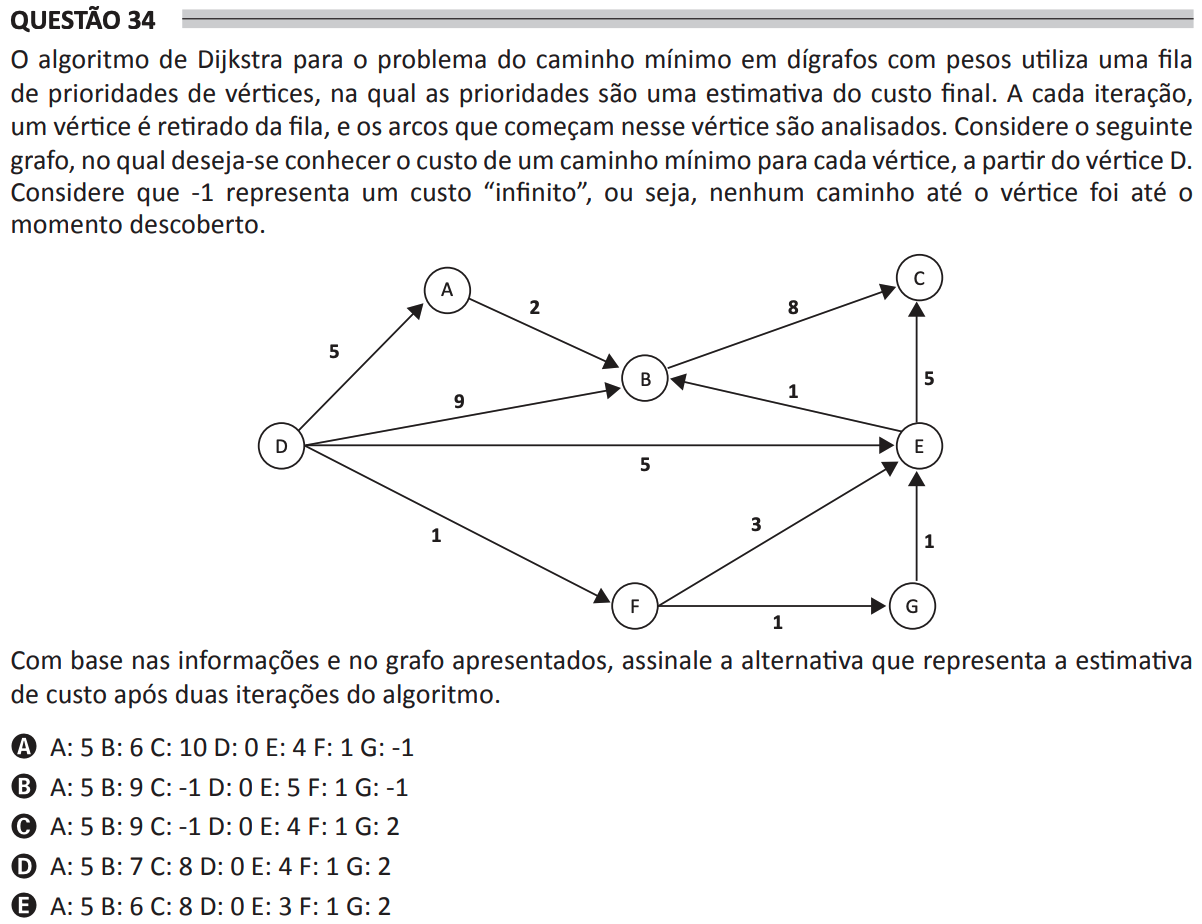 QUESTÃO 34
O algoritmo de Dijkstra para o problema do caminho mínimo em dígrafos com pesos utiliza uma fila
de prioridades de vértices, na qual as prioridades são uma estimativa do custo final. A cada iteração,
um vértice é retirado da fila, e os arcos que começam nesse vértice são analisados. Considere o seguinte
grafo, no qual deseja-se conhecer o custo de um caminho mínimo para cada vértice, a partir do vértice D.
Considere que -1 representa um custo “infinito”, ou seja, nenhum caminho até o vértice foi até o
momento descoberto.
C
A
2
8
5
B
5
1
9
D
E
5
3
1
1
F
G
1
Com base nas informações e no grafo apresentados, assinale a alternativa que representa a estimativa
de custo após duas iterações do algoritmo.
A A: 5 B: 6 C: 10 D: 0 E: 4 F: 1 G: -1
B A: 5 B: 9 C: -1 D: 0 E: 5 F: 1 G: -1
C A: 5 B: 9 C: -1 D: 0 E: 4 F: 1 G: 2
D A: 5 B: 7 C: 8 D: 0 E: 4 F: 1 G: 2
E A: 5 B: 6 C: 8 D: 0 E: 3 F: 1 G: 2